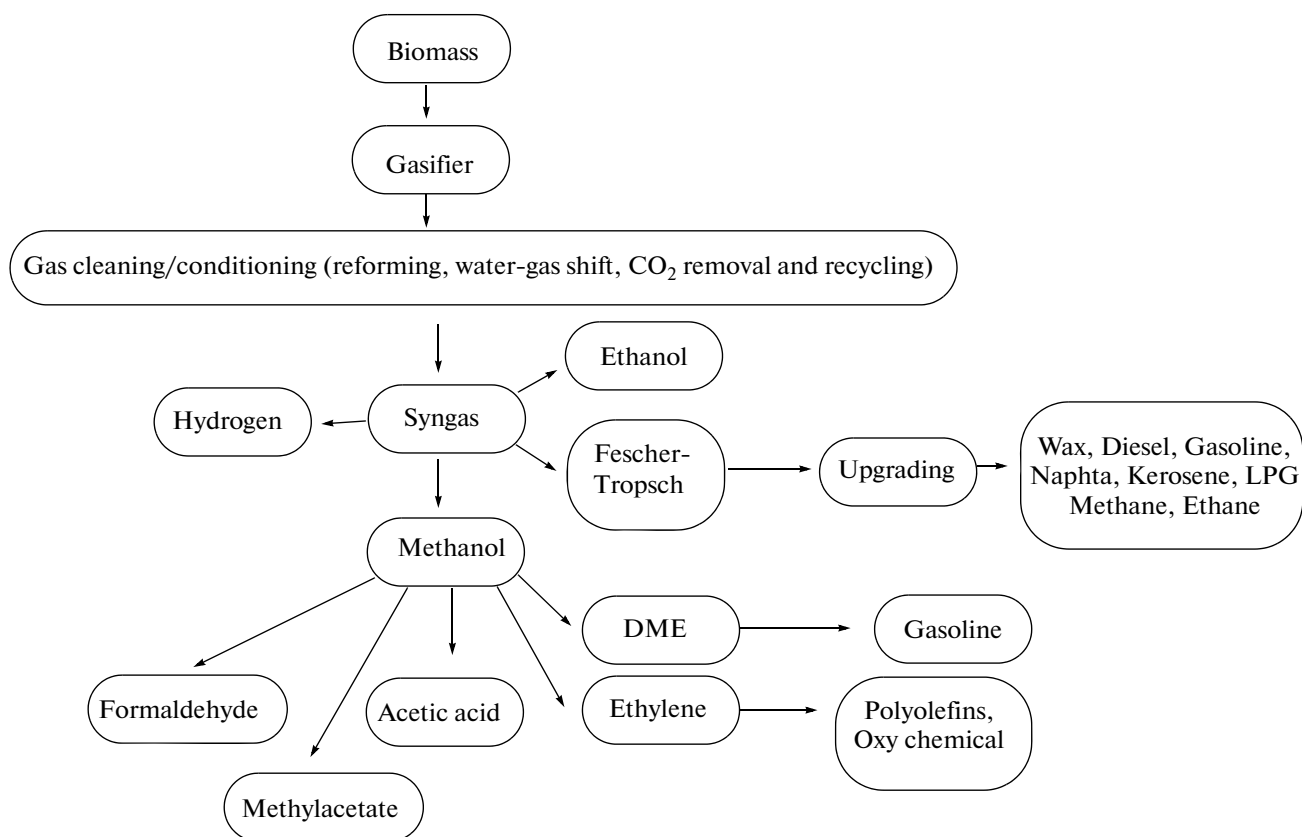 Biomass
Gasifier
Gas cleaning/conditioning (reforming, water-gas shift, CO₂ removal and recycling)
Ethanol
Hydrogen
Syngas
Fescher-
Tropsch
Upgrading
Wax, Diesel, Gasoline,
Naphta, Kerosene, LPG
Methane, Ethane
Methanol
DME
Gasoline
Formaldehyde
Acetic acid
Ethylene
Polyolefins,
Oxy chemical
Methylacetate